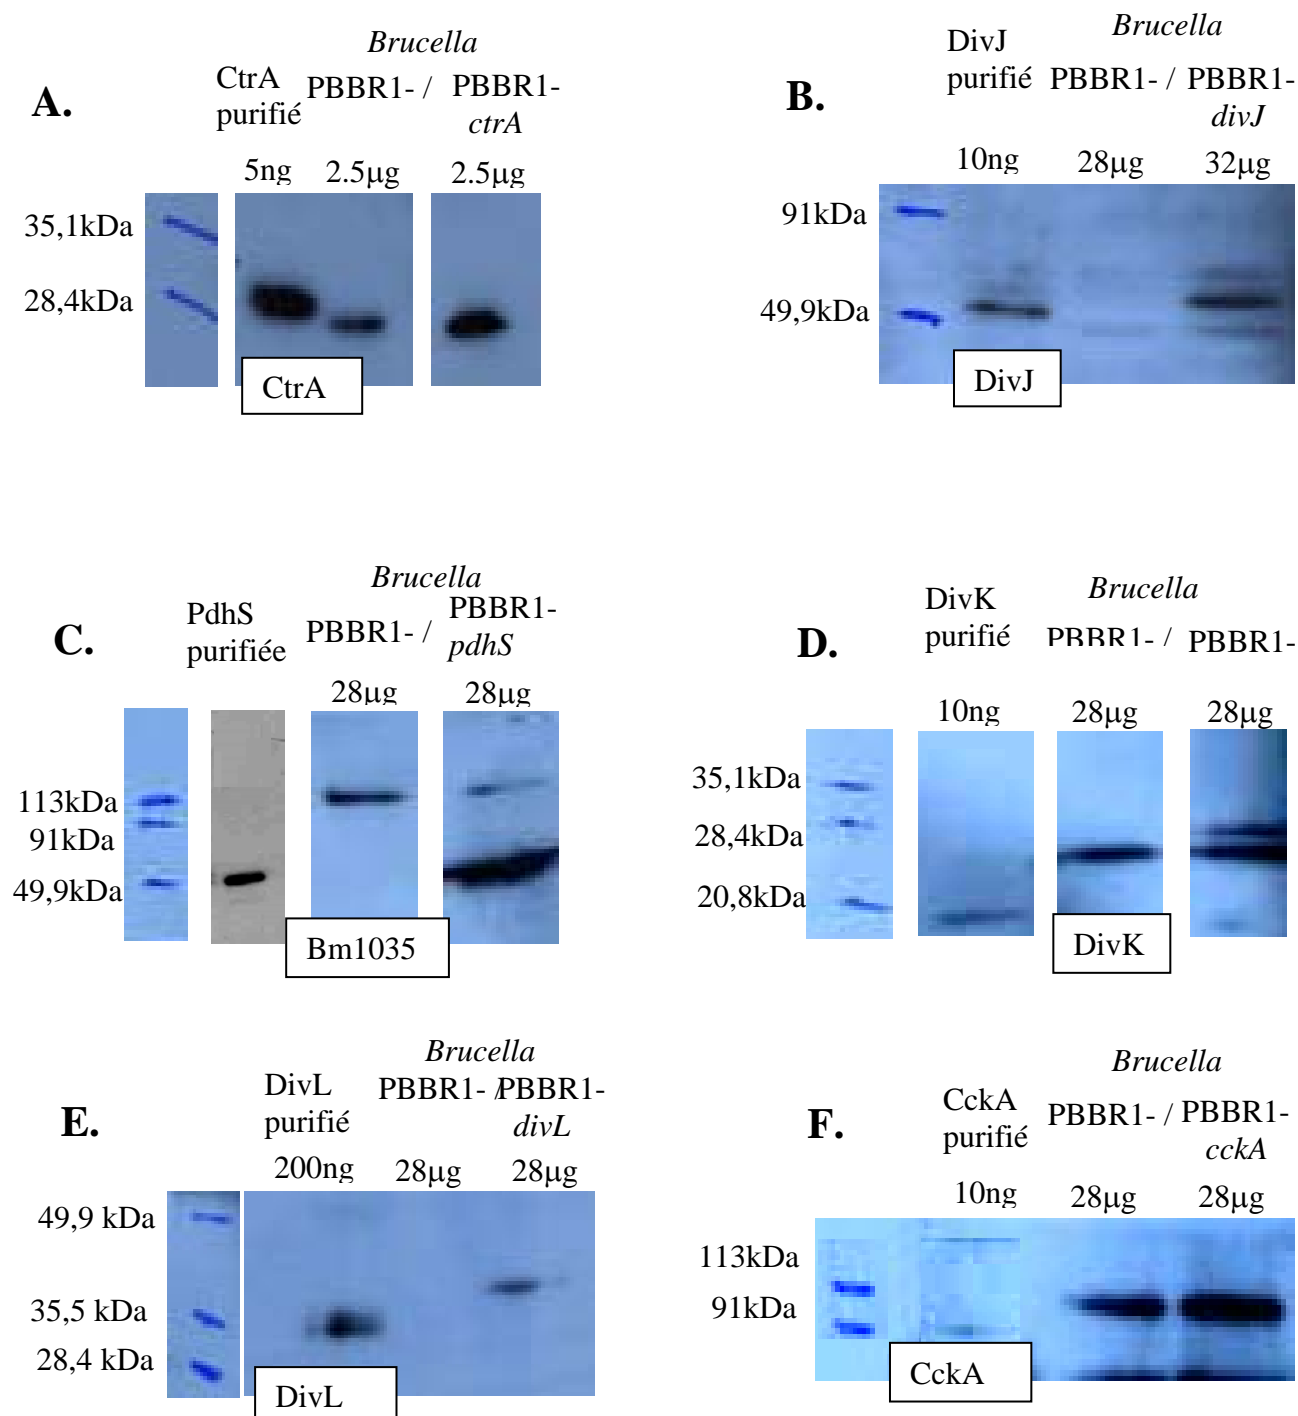 A.
CtrA
purifié
Brucella
PBBR1- / PBBR1-
ctrA
5ng 2.5µg 2.5µg
35,1kDa
28,4kDa
CtrA
B.
DivJ
purifié
Brucella
PBBR1- / PBBR1-
divJ
10ng 28µg 32µg
91kDa
49,9kDa
DivJ
C.
PdhS
purifiée
Brucella
PBBR1- / PBBR1-
pdhS
28µg 28µg
113kDa
91kDa
49,9kDa
Bm1035
D.
DivK
purifié
Brucella
PBBR1- / PBBR1-
10ng 28µg 28µg
35,1kDa
28,4kDa
20,8kDa
DivK
E.
DivL
purifié
Brucella
PBBR1- / PBBR1-
divL
200ng 28µg 28µg
49,9 kDa
35,5 kDa
28,4 kDa
DivL
F.
CckA
purifié
Brucella
PBBR1- / PBBR1-
cckA
10ng 28µg 28µg
113kDa
91kDa
CckA